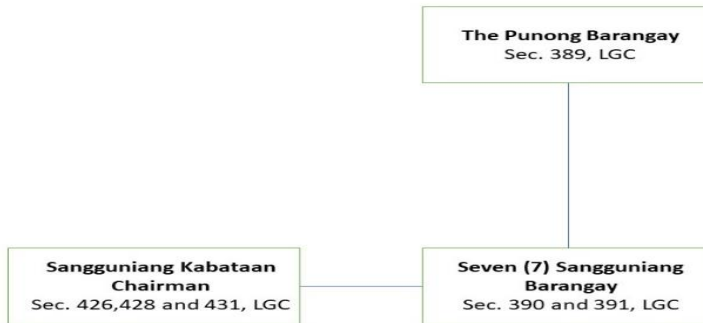 The Punong Barangay
Sec. 389, LGC
Sangguniang Kabataan
Chairman
Sec. 426,428 and 431, LGC
Seven (7) Sangguniang
Barangay
Sec. 390 and 391, LGC